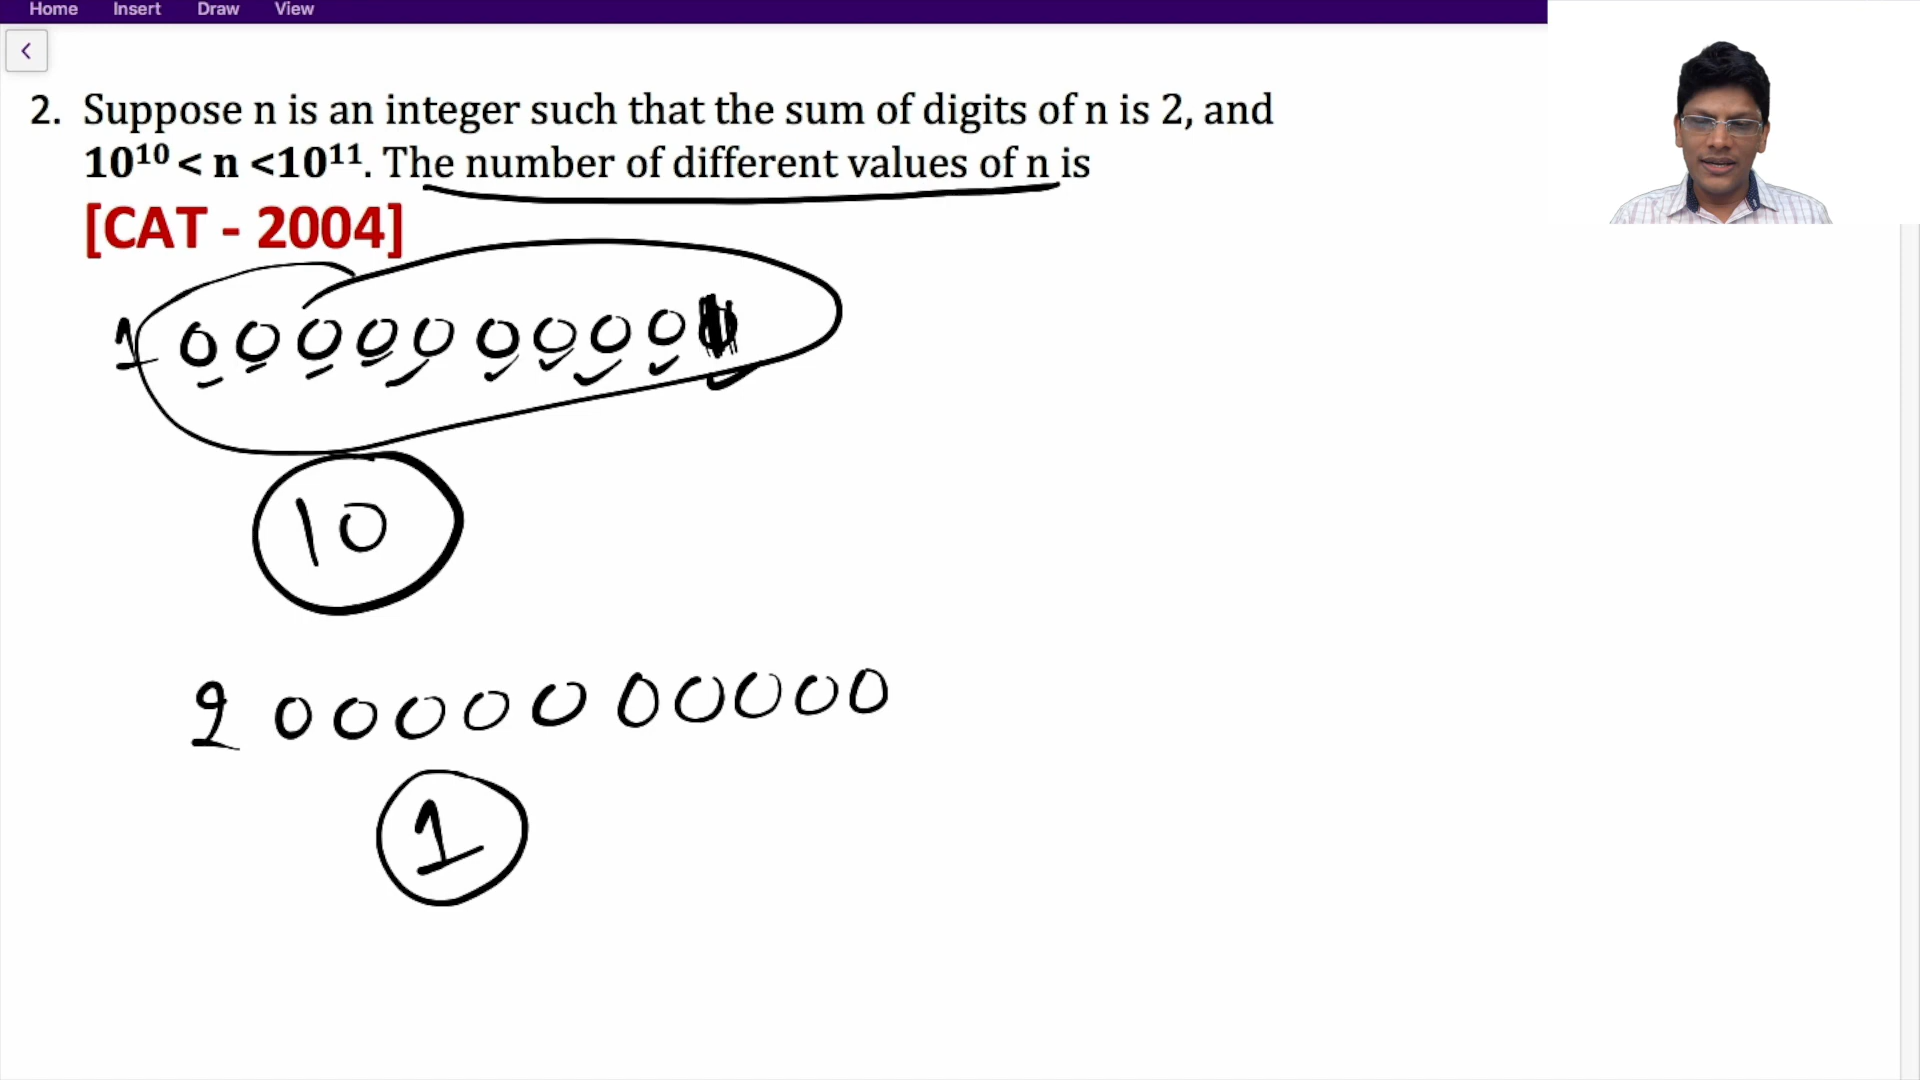 Home Insert Draw View
2. Suppose n is an integer such that the sum of digits of n is 2, and
10¹⁰ < n <10¹¹. The number of different values of n is
[CAT - 2004]
1 0 0 0 0 0 0 0 0 0
10
2 0 0 0 0 0 0 0 0 0 0
1